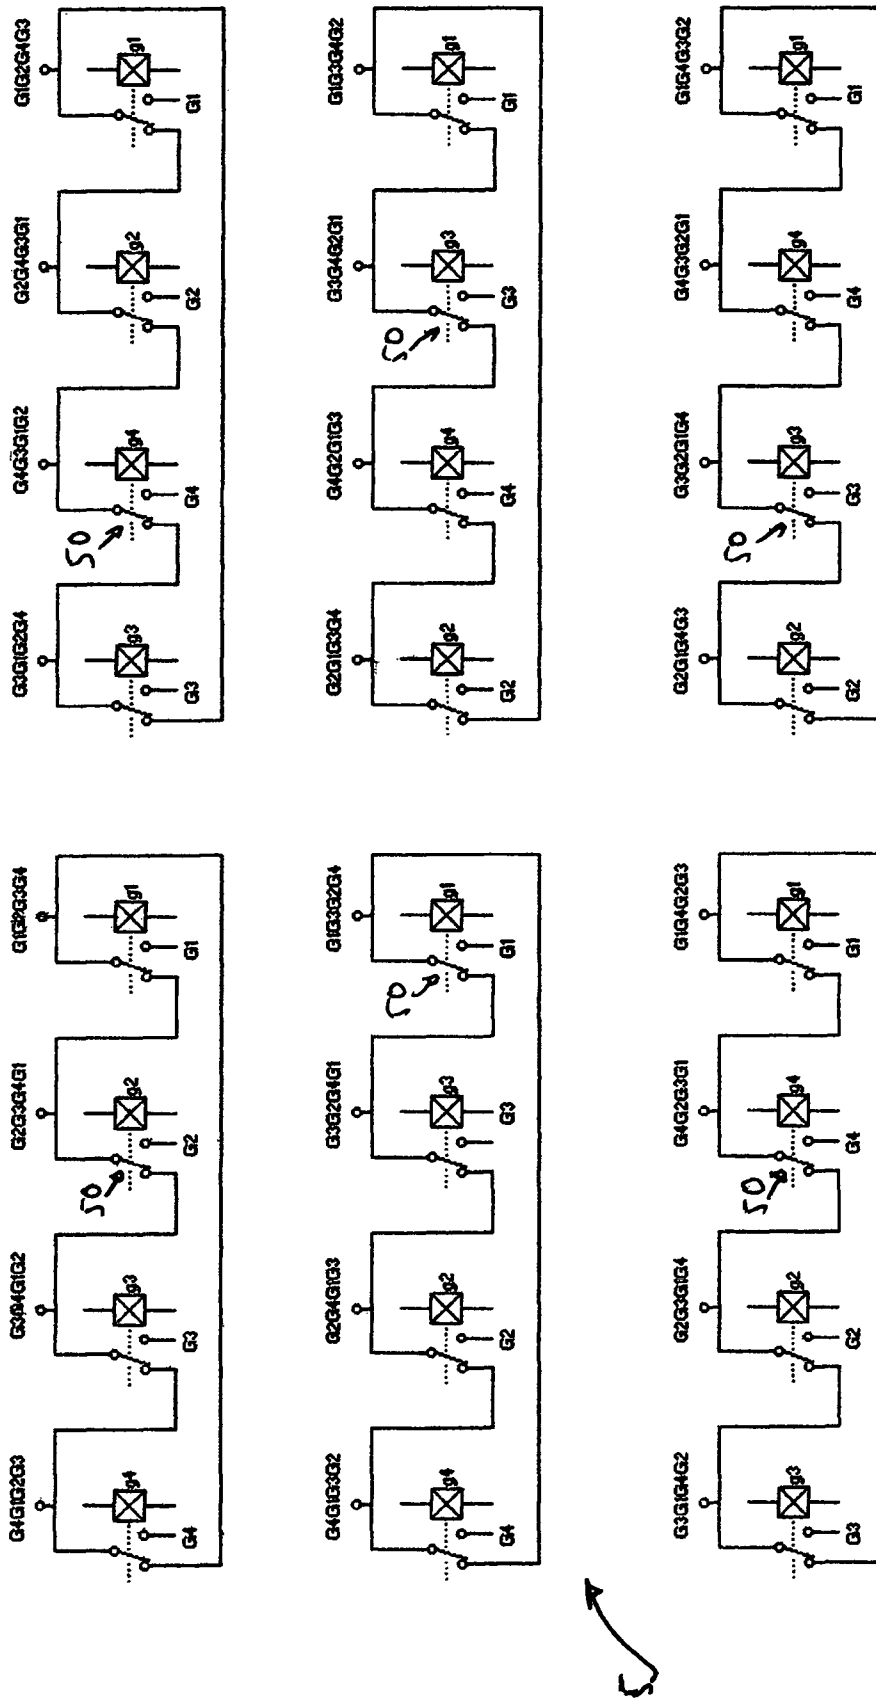 G4G1G2G3 G3G4G1G2 G2G3G4G1 G1G2G3G4 G3G1G2G4 G4G3G1G2 G2G4G3G1 G1G2G4G3
50 50
g4 g3 g2 g1 g3 g4 g2 g1
G4 G3 G2 G1 G3 G4 G2 G1
G4G1G3G2 G2G4G1G3 G3G2G4G1 G1G3G2G4 G2G1G3G4 G4G2G1G3 G3G4G2G1 G1G3G4G2
50 50
g4 g2 g3 g1 g2 g4 g3 g1
G4 G2 G3 G1 G2 G4 G3 G1
5
G3G1G4G2 G2G3G1G4 G4G2G3G1 G1G4G2G3 G2G1G4G3 G3G2G1G4 G4G3G2G1 G1G4G3G2
50 50
g3 g2 g4 g1 g2 g3 g4 g1
G3 G2 G4 G1 G2 G3 G4 G1